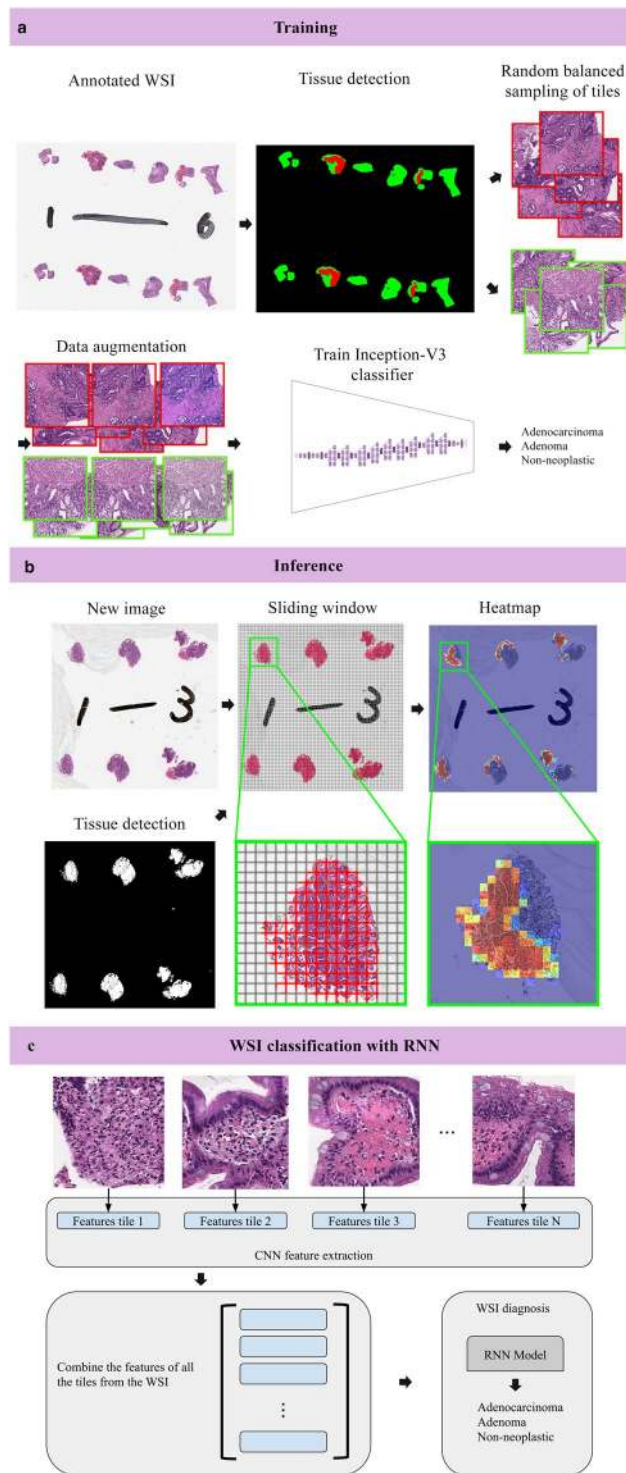 a
Training
Annotated WSI
Tissue detection
Random balanced
sampling of tiles
1 6
Data augmentation
Train Inception-V3
classifier
Adenocarcinoma
Adenoma
Non-neoplastic
b
Inference
New image
Sliding window
Heatmap
1 — 3
1 — 3
1 — 3
Tissue detection
c
WSI classification with RNN
...
Features tile 1
Features tile 2
Features tile 3
Features tile N
CNN feature extraction
Combine the features of all
the tiles from the WSI
WSI diagnosis
RNN Model
Adenocarcinoma
Adenoma
Non-neoplastic